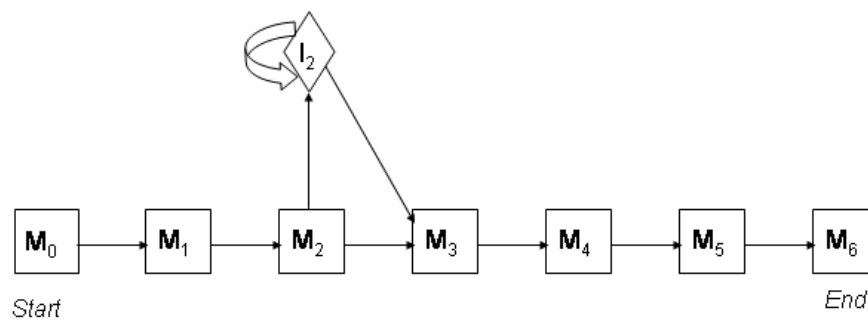 I₂
M₀ M₁ M₂ M₃ M₄ M₅ M₆
Start End